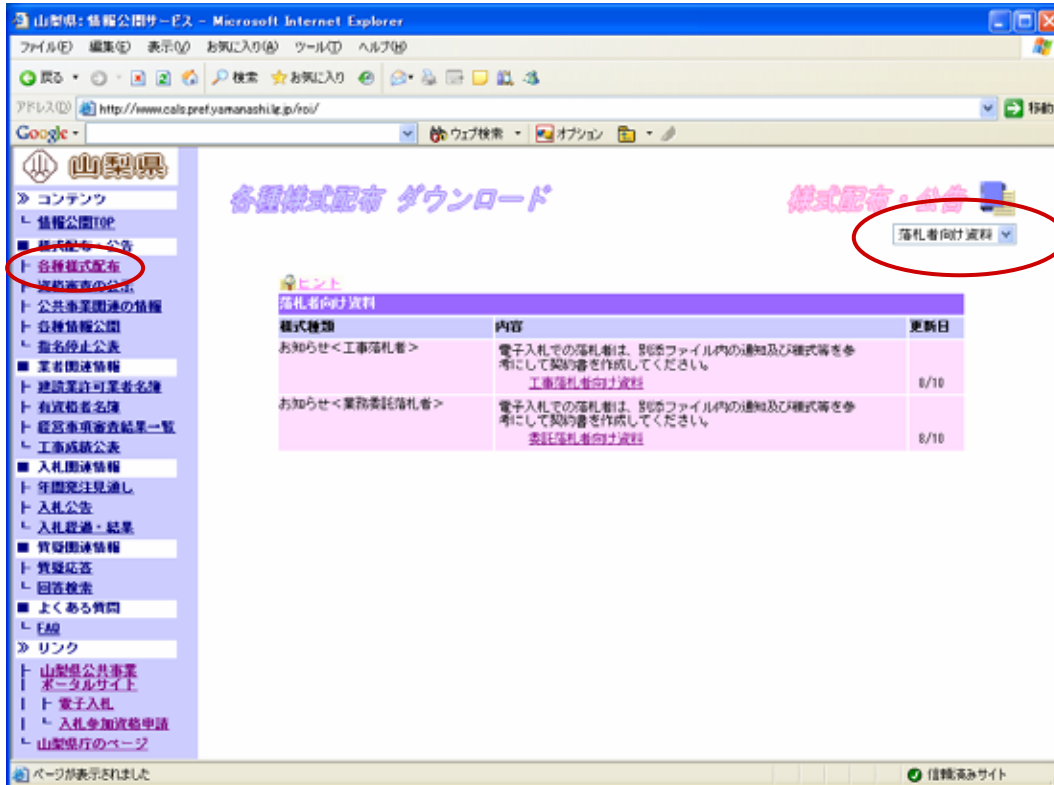 山梨県: 情報公開サービス - Microsoft Internet Explorer
ファイル(F) 編集(E) 表示(V) お気に入り(A) ツール(T) ヘルプ(H)
戻る 検索 お気に入り
アドレス(D) http://www.cals.pref.yamanashi.lg.jp/roi/ 移動
Google ウェブ検索 オプション
山梨県
各種様式配布 ダウンロード
様式配布・公告
落札者向け資料
≫ コンテンツ
情報公開TOP
■ 様式配布・公告
各種様式配布
資格審査の公示
公共事業関連の情報
各種情報公開
指名停止公表
■ 業者関連情報
建設業許可業者名簿
有資格者名簿
経営事項審査結果一覧
工事成績公表
■ 入札関連情報
年間発注見通し
入札公告
入札経過・結果
■ 質疑関連情報
質疑応答
回答検索
■ よくある質問
FAQ
≫ リンク
山梨県公共事業
ポータルサイト
電子入札
入札参加資格申請
山梨県庁のページ
ヒント
落札者向け資料
様式種類 内容 更新日
お知らせ<工事落札者> 電子入札での落札者は、別添ファイル内の通知及び様式等を参
考にして契約書を作成してください。
工事落札者向け資料 8/10
お知らせ<業務委託落札者> 電子入札での落札者は、別添ファイル内の通知及び様式等を参
考にして契約書を作成してください。
委託落札者向け資料 8/10
ページが表示されました 信頼済みサイト